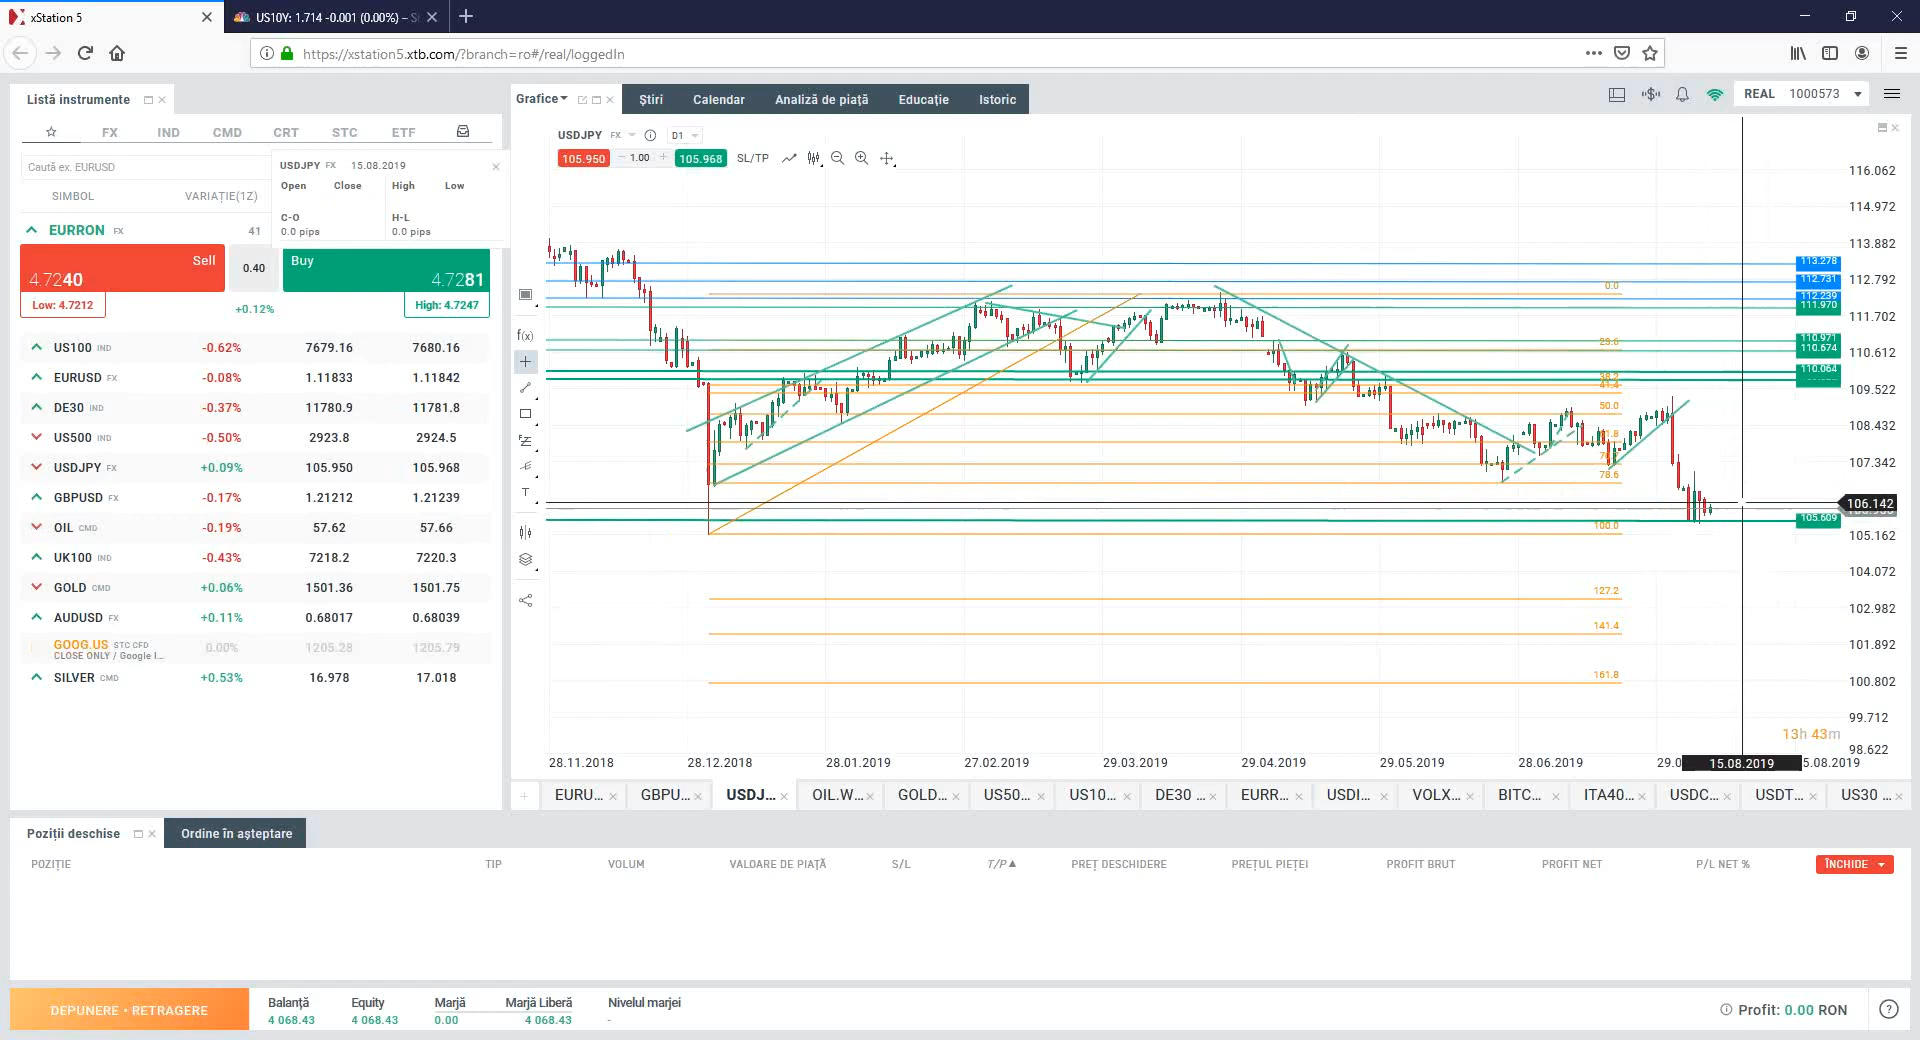 xStation 5
US10Y: 1.714 -0.001 (0.00%) – S
https://xstation5.xtb.com/?branch=ro#/real/loggedIn
Listă instrumente
Grafice
Știri
Calendar
Analiză de piață
Educație
Istoric
REAL 1000573
FX IND CMD CRT STC ETF
Caută ex. EURUSD
SIMBOL VARIAȚIE(1Z)
USDJPY FX 15.08.2019
Open Close High Low
C-O H-L
0.0 pips 0.0 pips
EURRON FX 41
Sell 4.7240
0.40
Buy 4.7281
Low: 4.7212
+0.12%
High: 4.7247
US100 IND -0.62% 7679.16 7680.16
EURUSD FX -0.08% 1.11833 1.11842
DE30 IND -0.37% 11780.9 11781.8
US500 IND -0.50% 2923.8 2924.5
USDJPY FX +0.09% 105.950 105.968
GBPUSD FX -0.17% 1.21212 1.21239
OIL CMD -0.19% 57.62 57.66
UK100 IND -0.43% 7218.2 7220.3
GOLD CMD +0.06% 1501.36 1501.75
AUDUSD FX +0.11% 0.68017 0.68039
GOOG.US STC CFD 0.00% 1205.28 1205.79
CLOSE ONLY / Google I...
SILVER CMD +0.53% 16.978 17.018
USDJPY FX D1
105.950 1.00 105.968 SL/TP
f(x)
T
116.062
114.972
113.882
113.278
112.792
112.731
112.239
111.970
111.702
110.971
110.674
110.612
110.064
109.522
108.432
107.342
106.142
105.609
105.162
104.072
102.982
101.892
100.802
99.712
98.622
0.0
23.6
38.2
41.4
50.0
61.8
78.6
100.0
127.2
141.4
161.8
13h 43m
28.11.2018 28.12.2018 28.01.2019 27.02.2019 29.03.2019 29.04.2019 29.05.2019 28.06.2019 29.0 15.08.2019 5.08.2019
EURU... GBPU... USDJ... OIL.W... GOLD... US50... US10... DE30 ... EURR... USDI... VOLX... BITC... ITA40... USDC... USDT... US30 ...
Poziții deschise
Ordine în așteptare
POZIȚIE TIP VOLUM VALOARE DE PIAȚĂ S/L T/P PREȚ DESCHIDERE PREȚUL PIEȚEI PROFIT BRUT PROFIT NET P/L NET % ÎNCHIDE
DEPUNERE • RETRAGERE
Balanță Equity Marjă Marjă Liberă Nivelul marjei
4 068.43 4 068.43 0.00 4 068.43 -
Profit: 0.00 RON